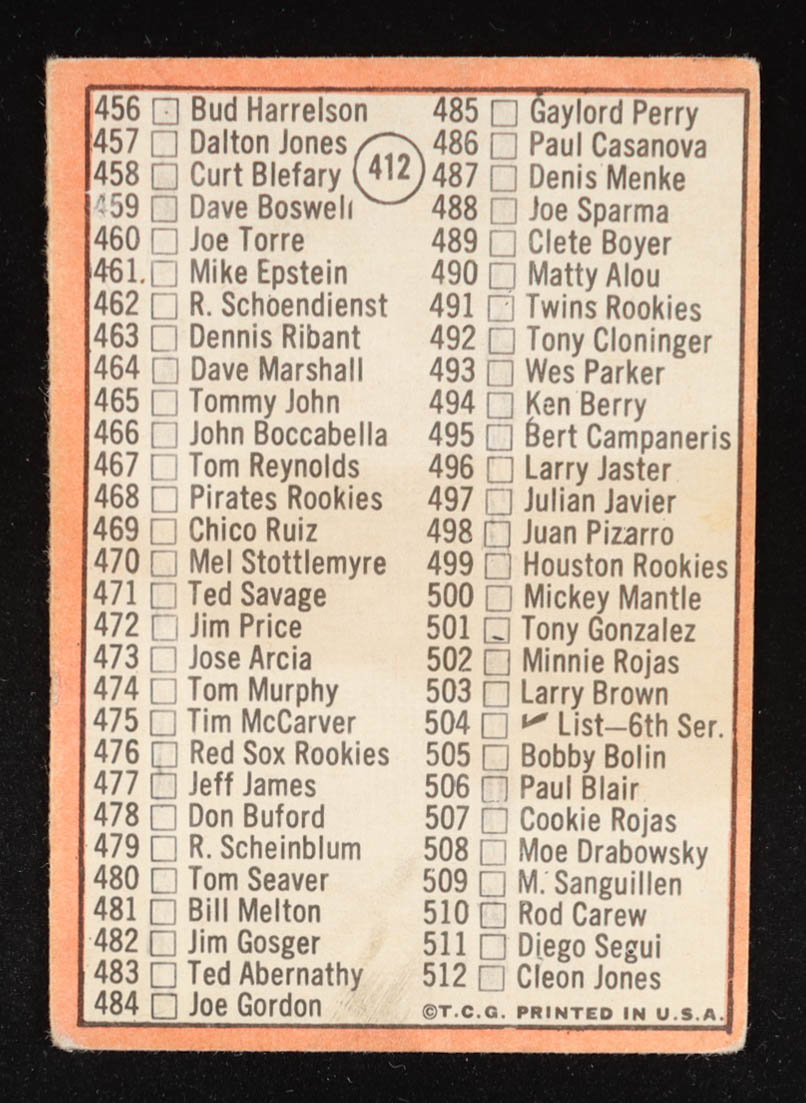 456 Bud Harrelson
457 Dalton Jones
458 Curt Blefary
412
459 Dave Boswell
460 Joe Torre
461 Mike Epstein
462 R. Schoendienst
463 Dennis Ribant
464 Dave Marshall
465 Tommy John
466 John Boccabella
467 Tom Reynolds
468 Pirates Rookies
469 Chico Ruiz
470 Mel Stottlemyre
471 Ted Savage
472 Jim Price
473 Jose Arcia
474 Tom Murphy
475 Tim McCarver
476 Red Sox Rookies
477 Jeff James
478 Don Buford
479 R. Scheinblum
480 Tom Seaver
481 Bill Melton
482 Jim Gosger
483 Ted Abernathy
484 Joe Gordon
485 Gaylord Perry
486 Paul Casanova
487 Denis Menke
488 Joe Sparma
489 Clete Boyer
490 Matty Alou
491 Twins Rookies
492 Tony Cloninger
493 Wes Parker
494 Ken Berry
495 Bert Campaneris
496 Larry Jaster
497 Julian Javier
498 Juan Pizarro
499 Houston Rookies
500 Mickey Mantle
501 Tony Gonzalez
502 Minnie Rojas
503 Larry Brown
504 ✓ List—6th Ser.
505 Bobby Bolin
506 Paul Blair
507 Cookie Rojas
508 Moe Drabowsky
509 M. Sanguillen
510 Rod Carew
511 Diego Segui
512 Cleon Jones
©T.C.G. PRINTED IN U.S.A.